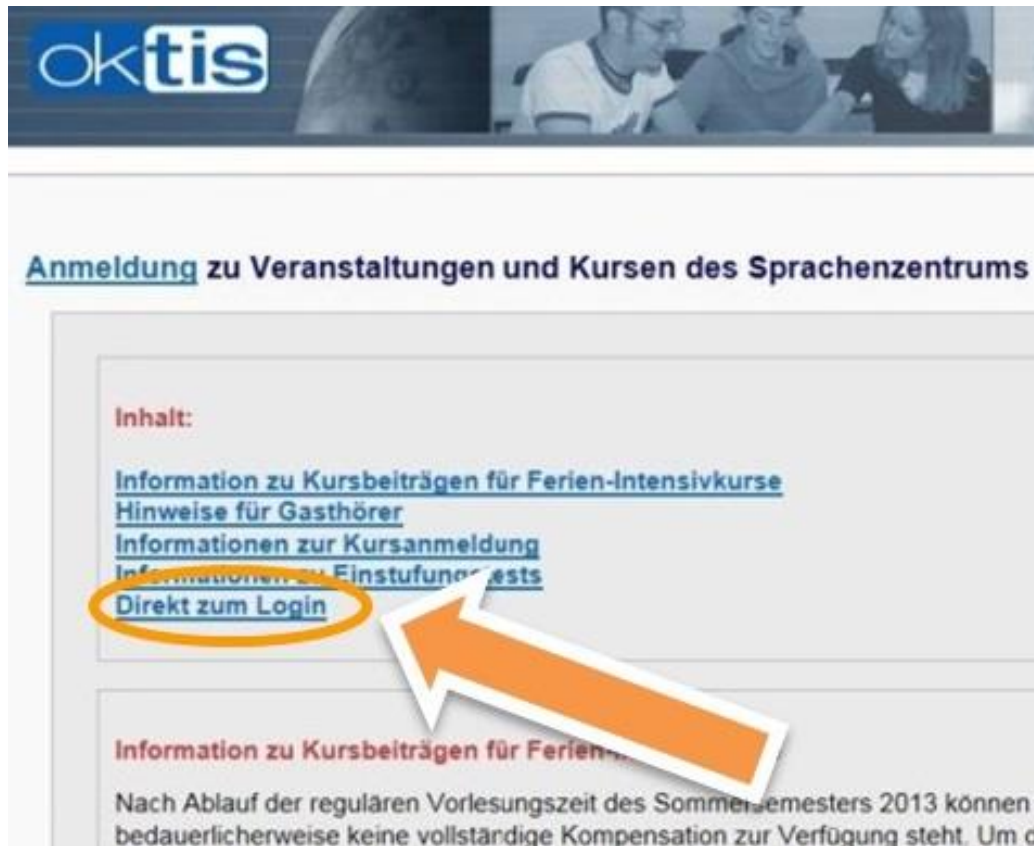 oktis
Anmeldung zu Veranstaltungen und Kursen des Sprachenzentrums
Inhalt:
Information zu Kursbeiträgen für Ferien-Intensivkurse
Hinweise für Gasthörer
Informationen zur Kursanmeldung
Informationen zu Einstufungstests
Direkt zum Login
Information zu Kursbeiträgen für Ferien-
Nach Ablauf der regulären Vorlesungszeit des Sommersemesters 2013 können
bedauerlicherweise keine vollständige Kompensation zur Verfügung steht. Um